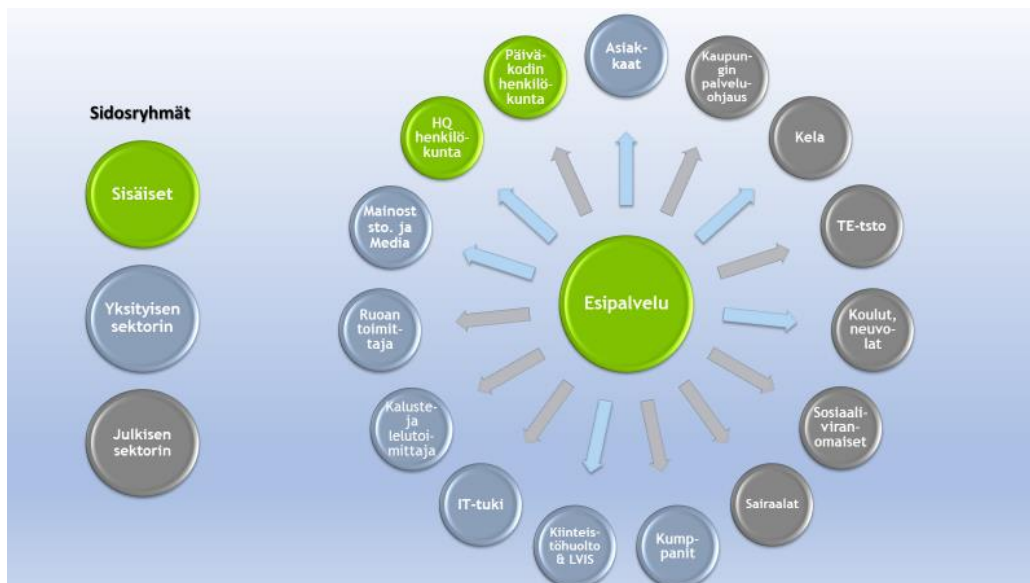 Sidosryhmät
Sisäiset
Yksityisen
sektorin
Julkisen
sektorin
Esipalvelu
Asiak-
kaat
Kaupun-
gin
palvelu-
ohjaus
Kela
TE-tsto
Koulut,
neuvo-
lat
Sosiaali-
viran-
omaiset
Sairaalat
Kump-
panit
Kiinteis-
töhuolto
& LVIS
IT-tuki
Kaluste-
ja
lelutoi-
mittaja
Ruoan
toimit-
taja
Mainost
sto. ja
Media
HQ
henkilö-
kunta
Päivä-
kodin
henkilö-
kunta